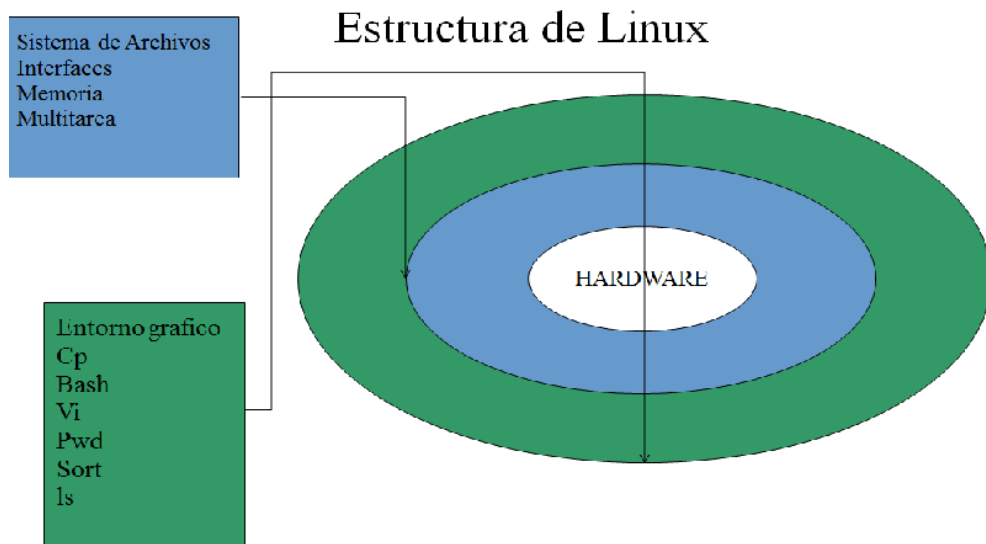 Estructura de Linux
Sistema de Archivos
Interfaces
Memoria
Multitarea
HARDWARE
Entorno grafico
Cp
Bash
Vi
Pwd
Sort
ls